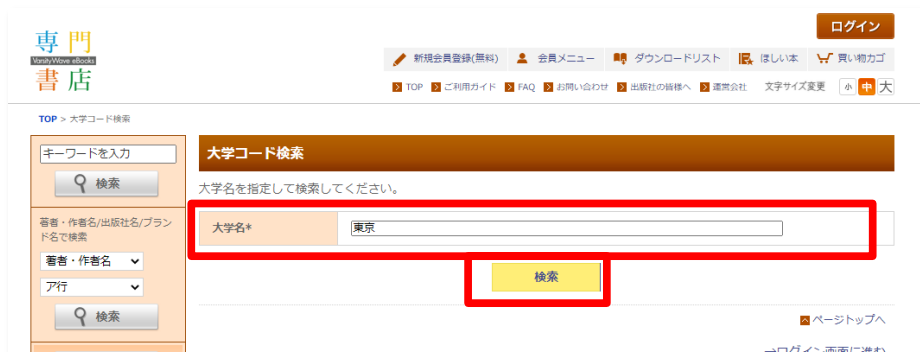 専門
VarsityWave eBooks
書店
ログイン
新規会員登録(無料) 会員メニュー ダウンロードリスト ほしい本 買い物カゴ
TOP ご利用ガイド FAQ お問い合わせ 出版社の皆様へ 運営会社 文字サイズ変更 小 中 大
TOP > 大学コード検索
キーワードを入力
検索
著者・作者名/出版社名/ブラン
ド名で検索
著者・作者名
ア行
検索
大学コード検索
大学名を指定して検索してください。
大学名* 東京
検索
ページトップへ
→ログイン画面に進む